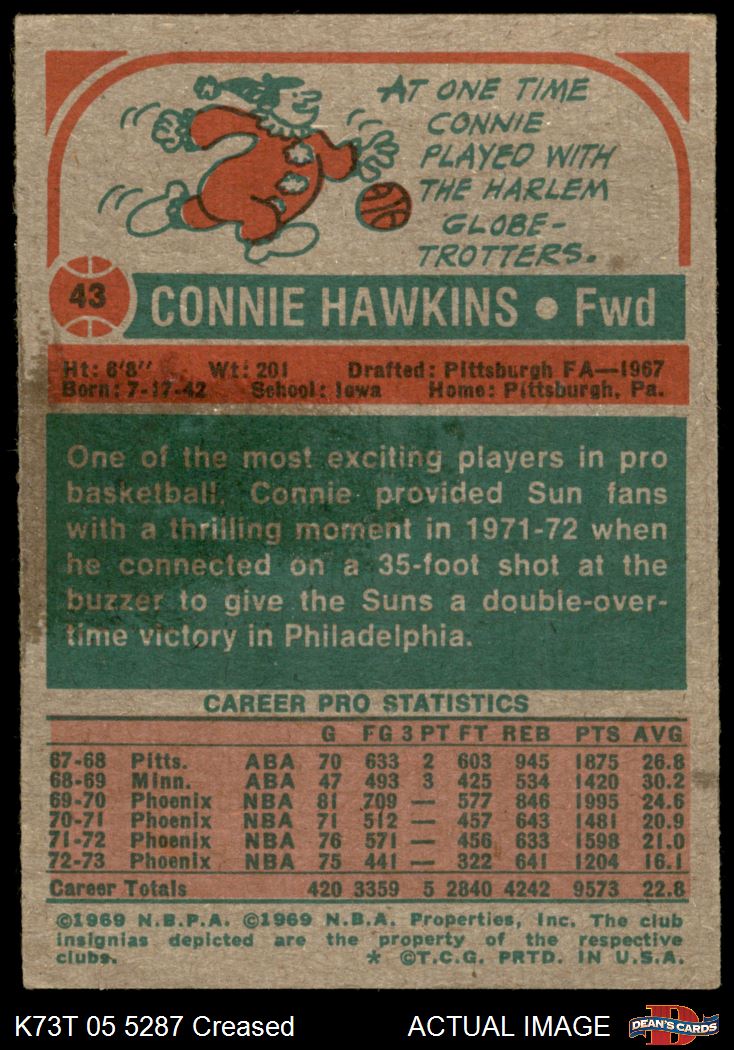 AT ONE TIME
CONNIE
PLAYED WITH
THE HARLEM
GLOBE-
TROTTERS.
43 CONNIE HAWKINS • Fwd
Ht: 6'8" Wt: 201 Drafted: Pittsburgh FA—1967
Born: 7-17-42 School: Iowa Home: Pittsburgh, Pa.
One of the most exciting players in pro
basketball, Connie provided Sun fans
with a thrilling moment in 1971-72 when
he connected on a 35-foot shot at the
buzzer to give the Suns a double-over-
time victory in Philadelphia.
CAREER PRO STATISTICS
G FG 3 PT FT REB PTS AVG
67-68 Pitts. ABA 70 633 2 603 945 1875 26.8
68-69 Minn. ABA 47 493 3 425 534 1420 30.2
69-70 Phoenix NBA 81 709 — 577 846 1995 24.6
70-71 Phoenix NBA 71 512 — 457 643 1481 20.9
71-72 Phoenix NBA 76 571 — 456 633 1598 21.0
72-73 Phoenix NBA 75 441 — 322 641 1204 16.1
Career Totals 420 3359 5 2840 4242 9573 22.8
©1969 N.B.P.A. ©1969 N.B.A. Properties, Inc. The club
insignias depicted are the property of the respective
clubs. * ©T.C.G. PRTD. IN U.S.A.
K73T 05 5287 Creased ACTUAL IMAGE D DEAN'S CARDS